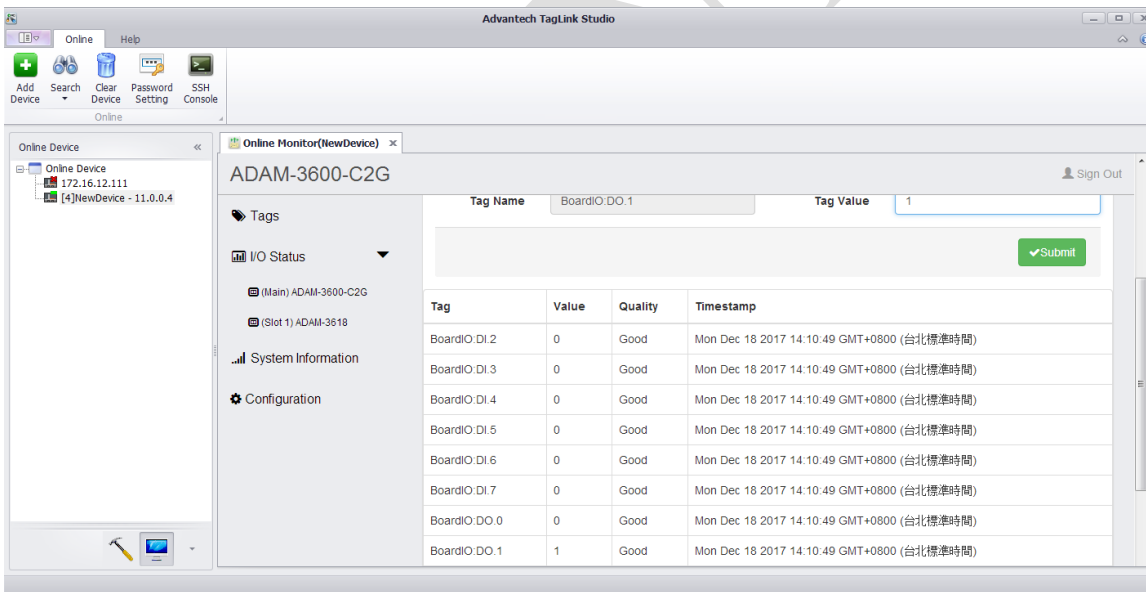 Advantech TagLink Studio
Online Help
Add Device
Search
Clear Device
Password Setting
SSH Console
Online
Online Device
Online Device
172.16.12.111
[4]NewDevice - 11.0.0.4
Online Monitor(NewDevice)
ADAM-3600-C2G
Sign Out
Tags
I/O Status
(Main) ADAM-3600-C2G
(Slot 1) ADAM-3618
System Information
Configuration
Tag Name BoardIO:DO.1 Tag Value 1
Submit
Tag Value Quality Timestamp
BoardIO:DI.2 0 Good Mon Dec 18 2017 14:10:49 GMT+0800 (台北標準時間)
BoardIO:DI.3 0 Good Mon Dec 18 2017 14:10:49 GMT+0800 (台北標準時間)
BoardIO:DI.4 0 Good Mon Dec 18 2017 14:10:49 GMT+0800 (台北標準時間)
BoardIO:DI.5 0 Good Mon Dec 18 2017 14:10:49 GMT+0800 (台北標準時間)
BoardIO:DI.6 0 Good Mon Dec 18 2017 14:10:49 GMT+0800 (台北標準時間)
BoardIO:DI.7 0 Good Mon Dec 18 2017 14:10:49 GMT+0800 (台北標準時間)
BoardIO:DO.0 0 Good Mon Dec 18 2017 14:10:49 GMT+0800 (台北標準時間)
BoardIO:DO.1 1 Good Mon Dec 18 2017 14:10:49 GMT+0800 (台北標準時間)